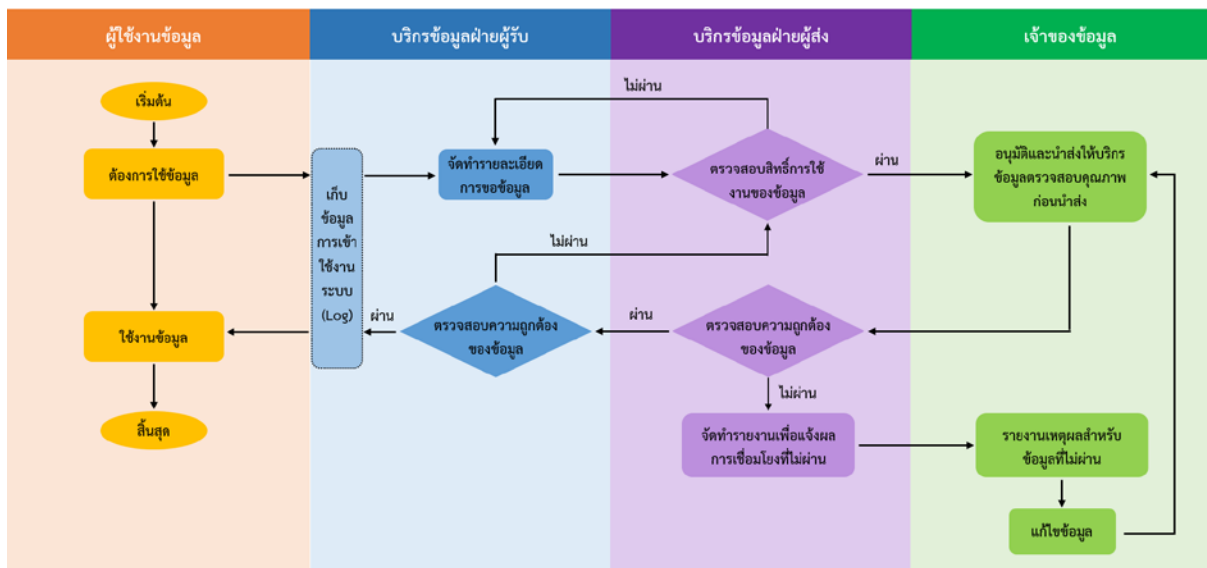 ผู้ใช้งานข้อมูล
บริกรข้อมูลฝ่ายผู้รับ
บริกรข้อมูลฝ่ายผู้ส่ง
เจ้าของข้อมูล
ไม่ผ่าน
เริ่มต้น
ต้องการใช้ข้อมูล
เก็บ
ข้อมูล
การเข้า
ใช้งาน
ระบบ
(Log)
จัดทำรายละเอียด
การขอข้อมูล
ตรวจสอบสิทธิ์การใช้
งานของข้อมูล
ผ่าน
อนุมัติและนำส่งให้บริกร
ข้อมูลตรวจสอบคุณภาพ
ก่อนนำส่ง
ไม่ผ่าน
ใช้งานข้อมูล
ผ่าน
ตรวจสอบความถูกต้อง
ของข้อมูล
ผ่าน
ตรวจสอบความถูกต้อง
ของข้อมูล
ไม่ผ่าน
สิ้นสุด
จัดทำรายงานเพื่อแจ้งผล
การเชื่อมโยงที่ไม่ผ่าน
รายงานเหตุผลสำหรับ
ข้อมูลที่ไม่ผ่าน
แก้ไขข้อมูล